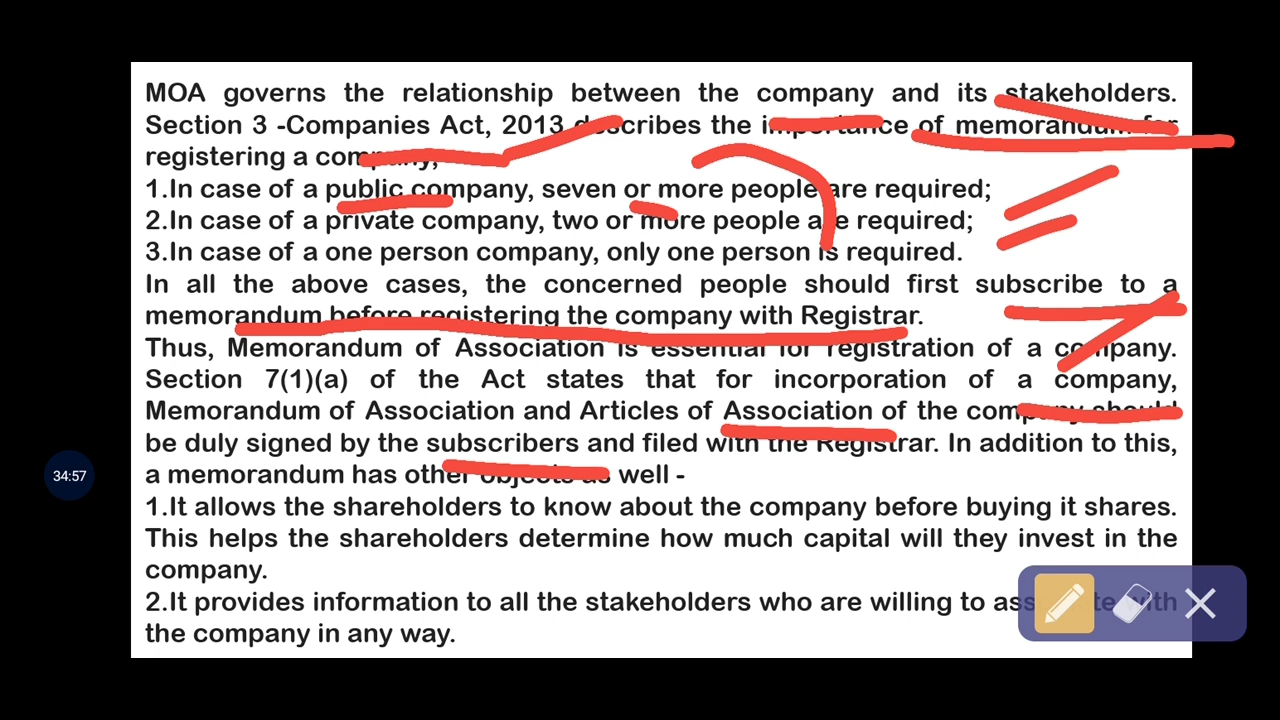 MOA governs the relationship between the company and its stakeholders.
Section 3 -Companies Act, 2013 describes the importance of memorandum for
registering a company;
1.In case of a public company, seven or more people are required;
2.In case of a private company, two or more people are required;
3.In case of a one person company, only one person is required.
In all the above cases, the concerned people should first subscribe to a
memorandum before registering the company with Registrar.
Thus, Memorandum of Association is essential for registration of a company.
Section 7(1)(a) of the Act states that for incorporation of a company,
Memorandum of Association and Articles of Association of the company should
be duly signed by the subscribers and filed with the Registrar. In addition to this,
a memorandum has other objects as well -
1.It allows the shareholders to know about the company before buying it shares.
This helps the shareholders determine how much capital will they invest in the
company.
2.It provides information to all the stakeholders who are willing to associate with
the company in any way.
34:57